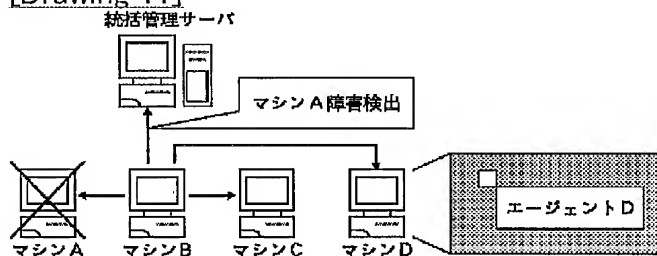 [Drawing 11]
統括管理サーバ
マシンA障害検出
エージェントD
マシンA
マシンB
マシンC
マシンD